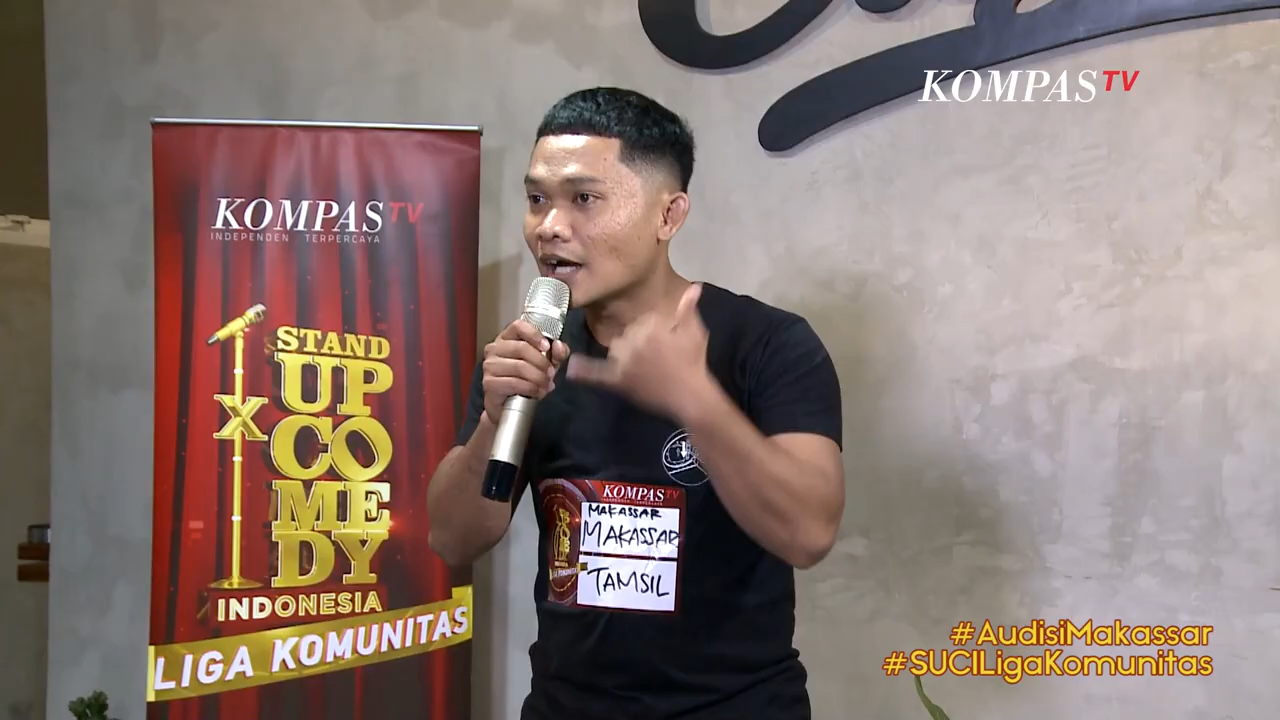 KOMPASTV
KOMPASTV
INDEPENDEN TERPERCAYA
STAND
UP
X
CO
ME
DY
INDONESIA
LIGA KOMUNITAS
KOMPASTV
MAKASSAR
MAKASSAR
TAMSIL
#AudisiMakassar
#SUCILigaKomunitas